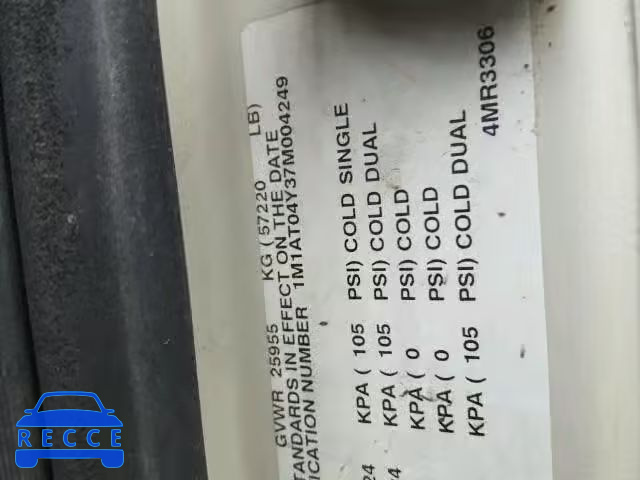 GVWR 25955 KG ( 57220 LB)
TANDARDS IN EFFECT ON THE DATE
ICATION NUMBER 1M1AT04Y37M004249
KPA ( 105 PSI) COLD SINGLE
24 KPA ( 105 PSI) COLD DUAL
KPA ( 0 PSI) COLD
KPA ( 0 PSI) COLD
KPA ( 105 PSI) COLD DUAL
4MR3306
RECCE